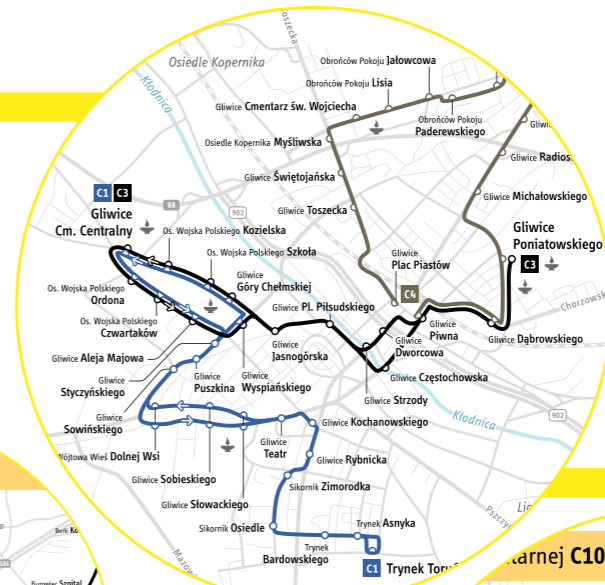 Toszecka
Osiedle Kopernika
Kłodnica
Obrońców Pokoju Jałowcowa
Obrońców Pokoju Lisia
Gliwice Cmentarz św. Wojciecha
Obrońców Pokoju
Paderewskiego
Osiedle Kopernika Myśliwska
Gliwice Radios
Gliwice Świętojańska
Gliwice Michałowskiego
C1 C3
Gliwice
Cm. Centralny
88
902
Gliwice Toszecka
Os. Wojska Polskiego Kozielska
Gliwice
Poniatowskiego
C3
Os. Wojska Polskiego Szkoła
Gliwice
Plac Piastów
Gliwice
Góry Chełmskiej
Os. Wojska Polskiego
Ordona
C4
Chorzowsk
Gliwice Pl. Piłsudskiego
Os. Wojska Polskiego
Czwartaków
Gliwice
Piwna
Gliwice Dąbrowskiego
Gliwice
Dworcowa
Gliwice Aleja Majowa
Gliwice
Jasnogórska
Gliwice
Styczyńskiego
Gliwice
Puszkina
Gliwice
Wyspiańskiego
Gliwice Częstochowska
Gliwice Strzody
Gliwice
Sowińskiego
Gliwice Kochanowskiego
Kłodnica
902
Wójtowa Wieś Dolnej Wsi
Gliwice
Teatr
Gliwice Rybnicka
Gliwice Sobieskiego
Sikornik Zimorodka
Gliwice Słowackiego
Pszczy
Sikornik Osiedle
Trynek Asnyka
Trynek
Bardowskiego
C1 Trynek Toru
tarnej C10
Mazow
Szpital